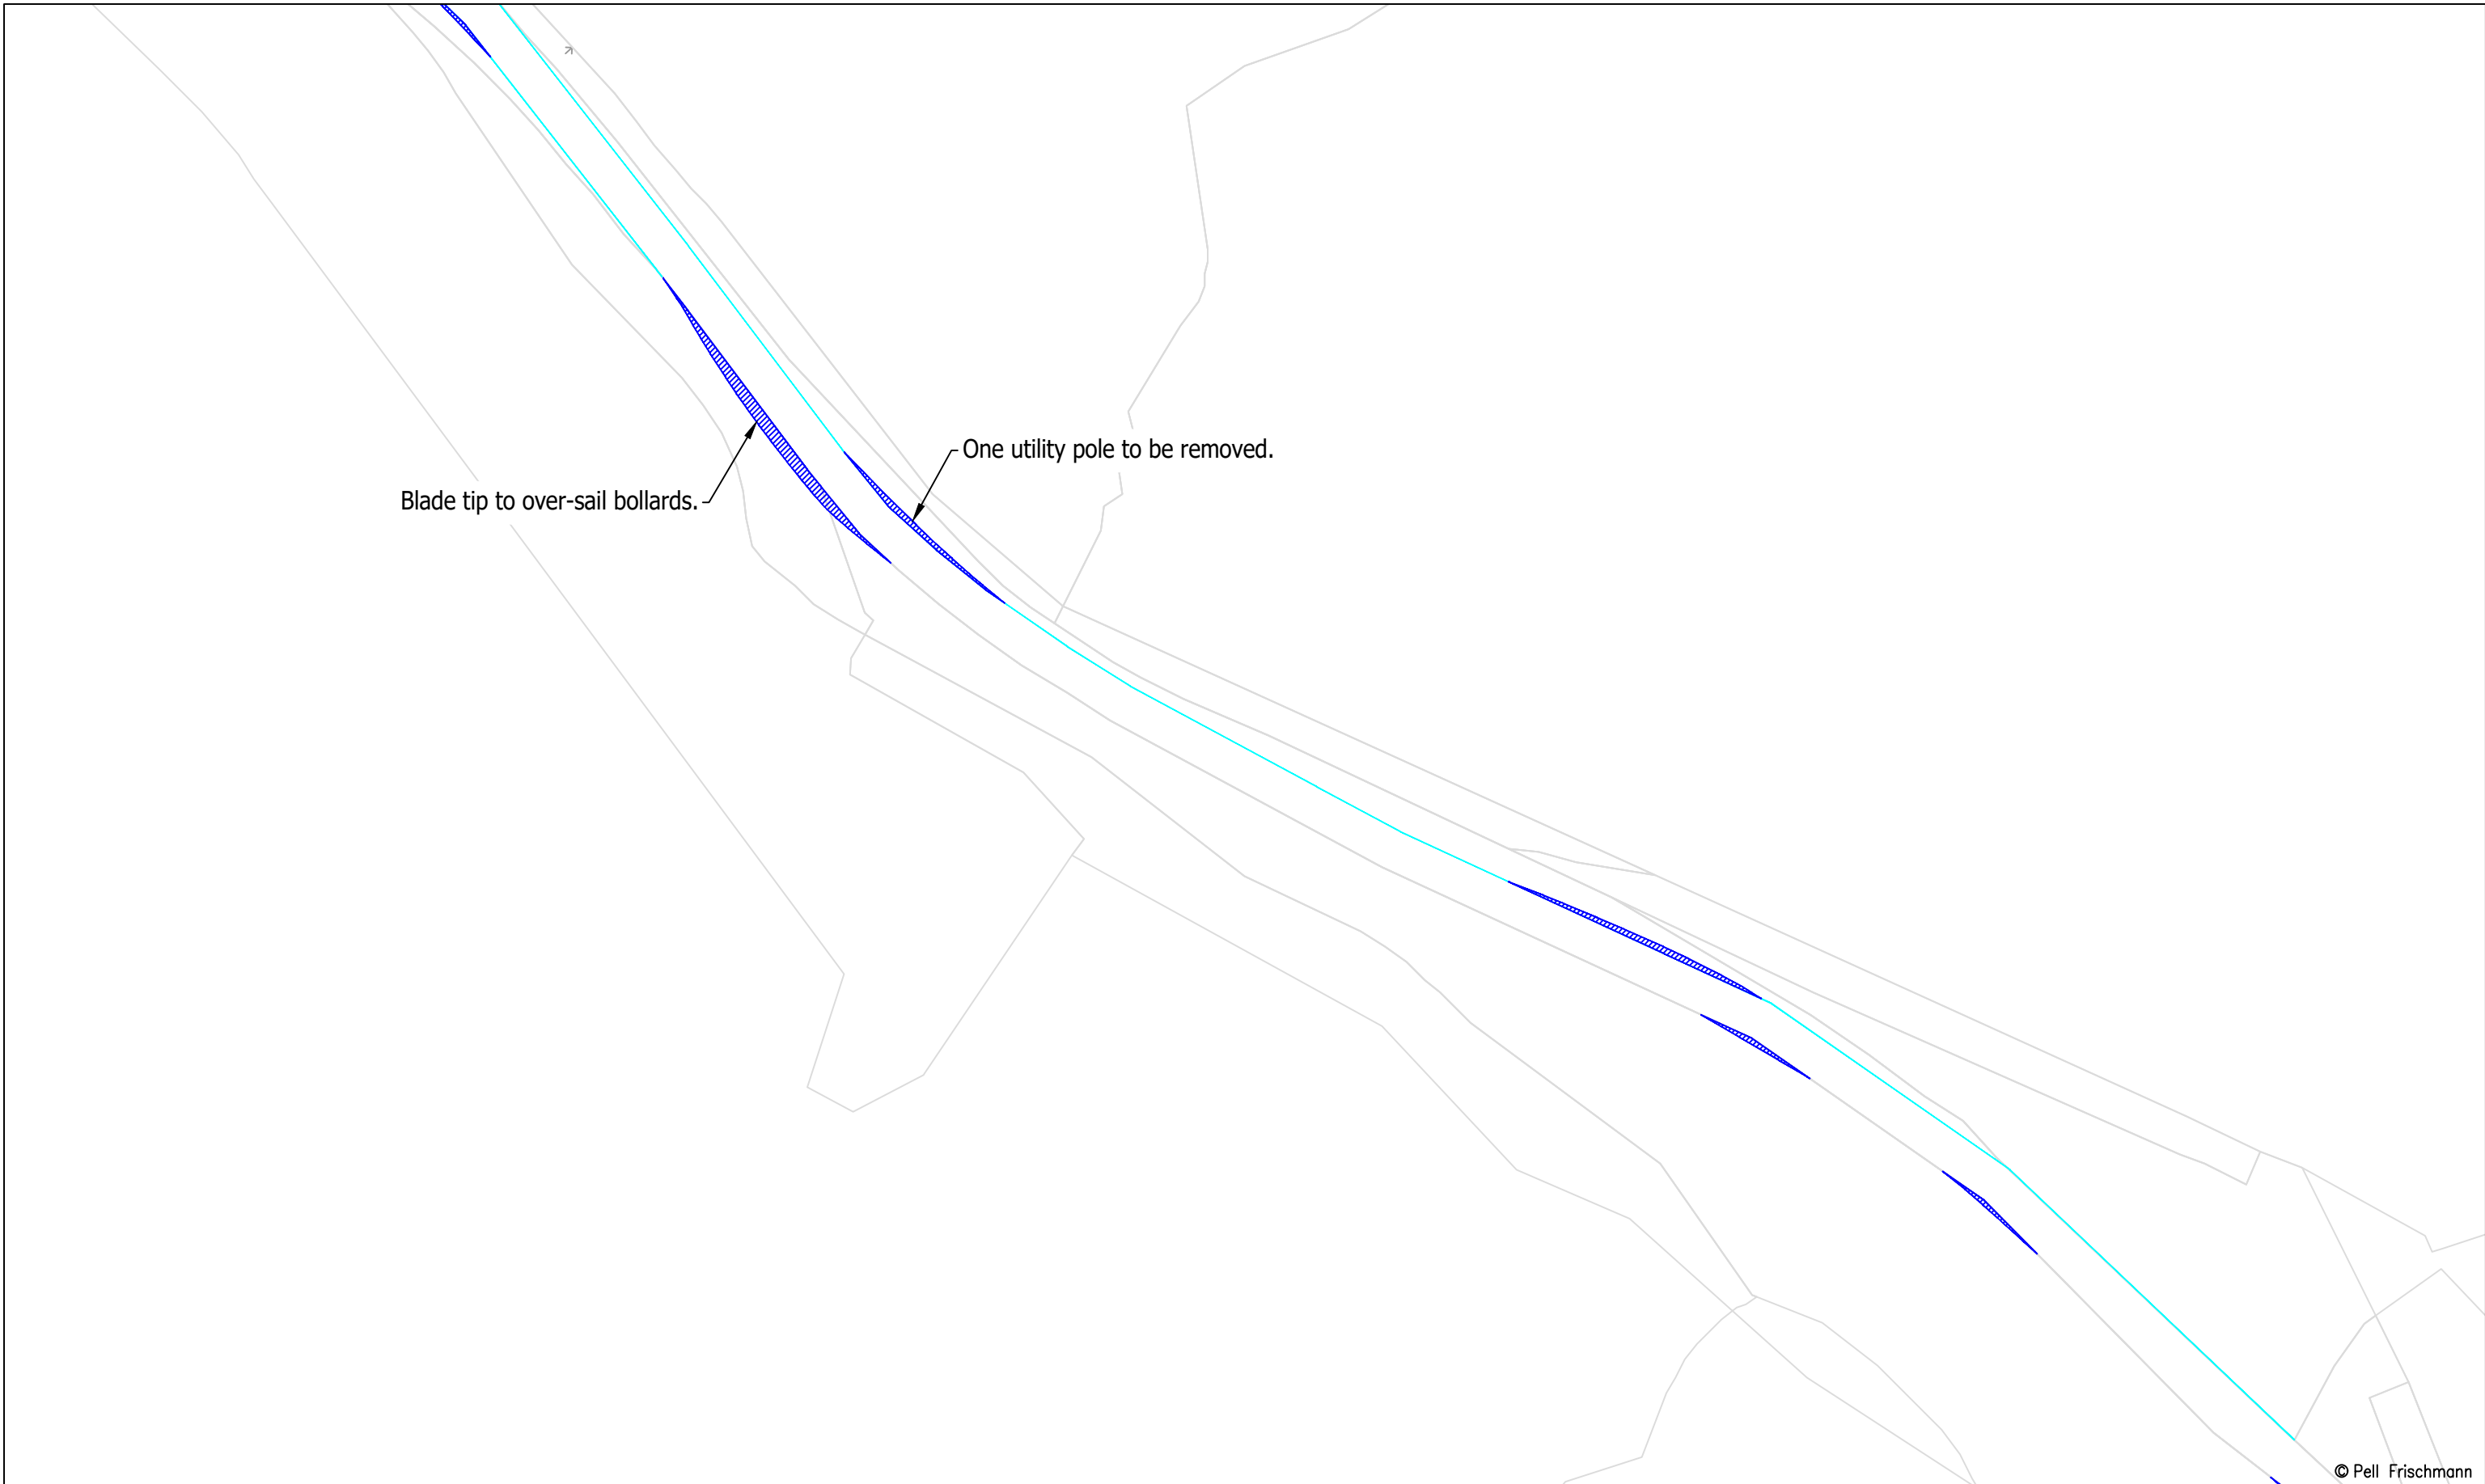 One utility pole to be removed.
Blade tip to over-sail bollards.
© Pell Frischmann